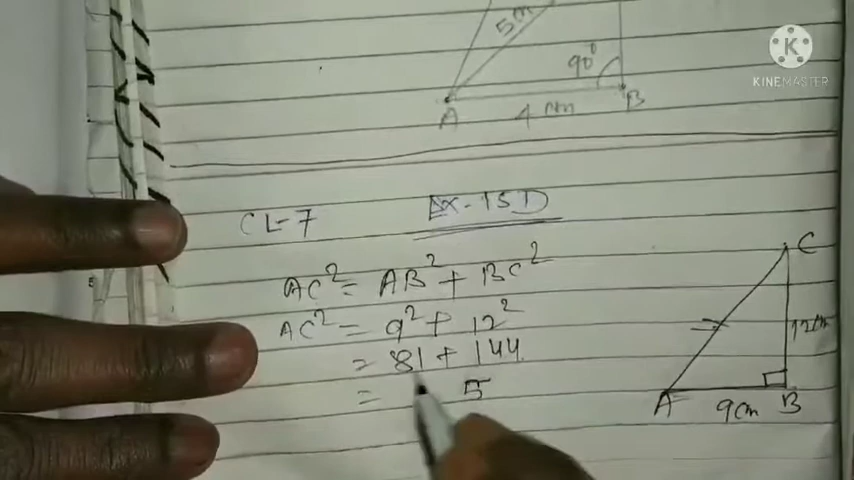 5m
90°
A 4 cm B
K
KINEMASTER
CL-7 Ex-15D
AC² = AB² + BC²
AC² = 9² + 12²
= 81 + 144
= 5
C
12cm
A 9cm B